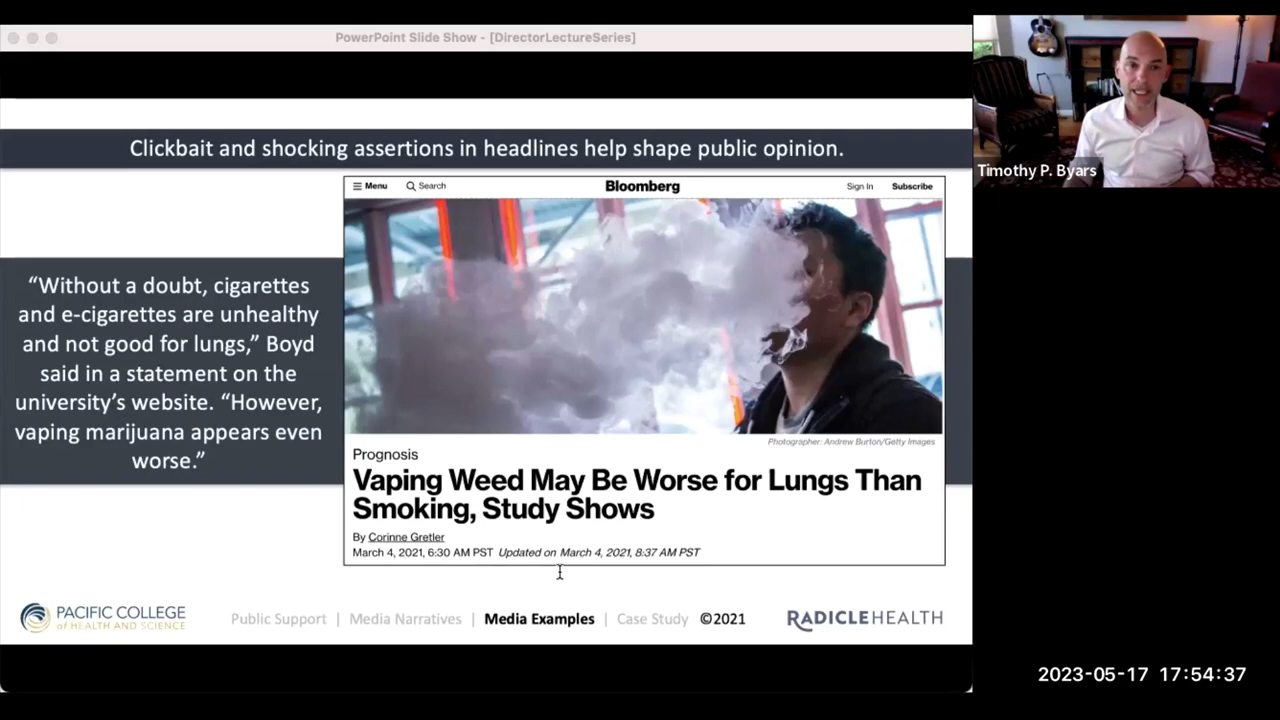 PowerPoint Slide Show - [DirectorLectureSeries]
Clickbait and shocking assertions in headlines help shape public opinion.
Timothy P. Byars
Menu Search Bloomberg Sign In Subscribe
“Without a doubt, cigarettes
and e-cigarettes are unhealthy
and not good for lungs,” Boyd
said in a statement on the
university’s website. “However,
vaping marijuana appears even
worse.”
Photographer: Andrew Burton/Getty Images
Prognosis
Vaping Weed May Be Worse for Lungs Than
Smoking, Study Shows
By Corinne Gretler
March 4, 2021, 6:30 AM PST Updated on March 4, 2021, 8:37 AM PST
PACIFIC COLLEGE
of HEALTH AND SCIENCE
Public Support | Media Narratives | Media Examples | Case Study ©2021
RADICLEHEALTH
2023-05-17 17:54:37